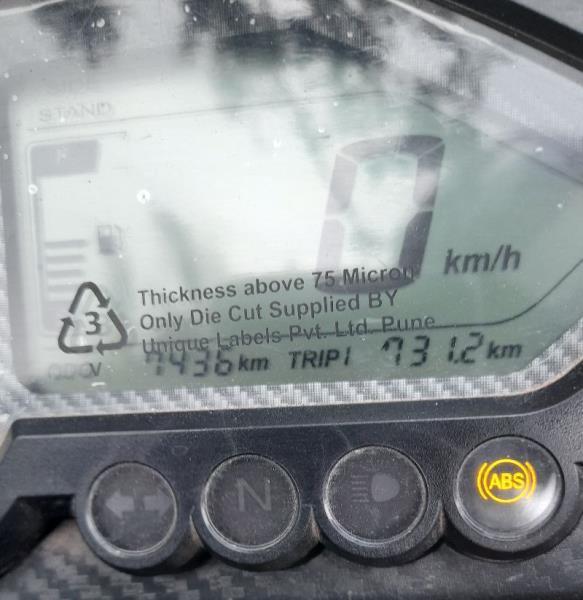 STAND
0
km/h
3
Thickness above 75 Micron
Only Die Cut Supplied BY
Unique Labels Pvt. Ltd. Pune
7436 km TRIP1 731.2 km
N
ABS